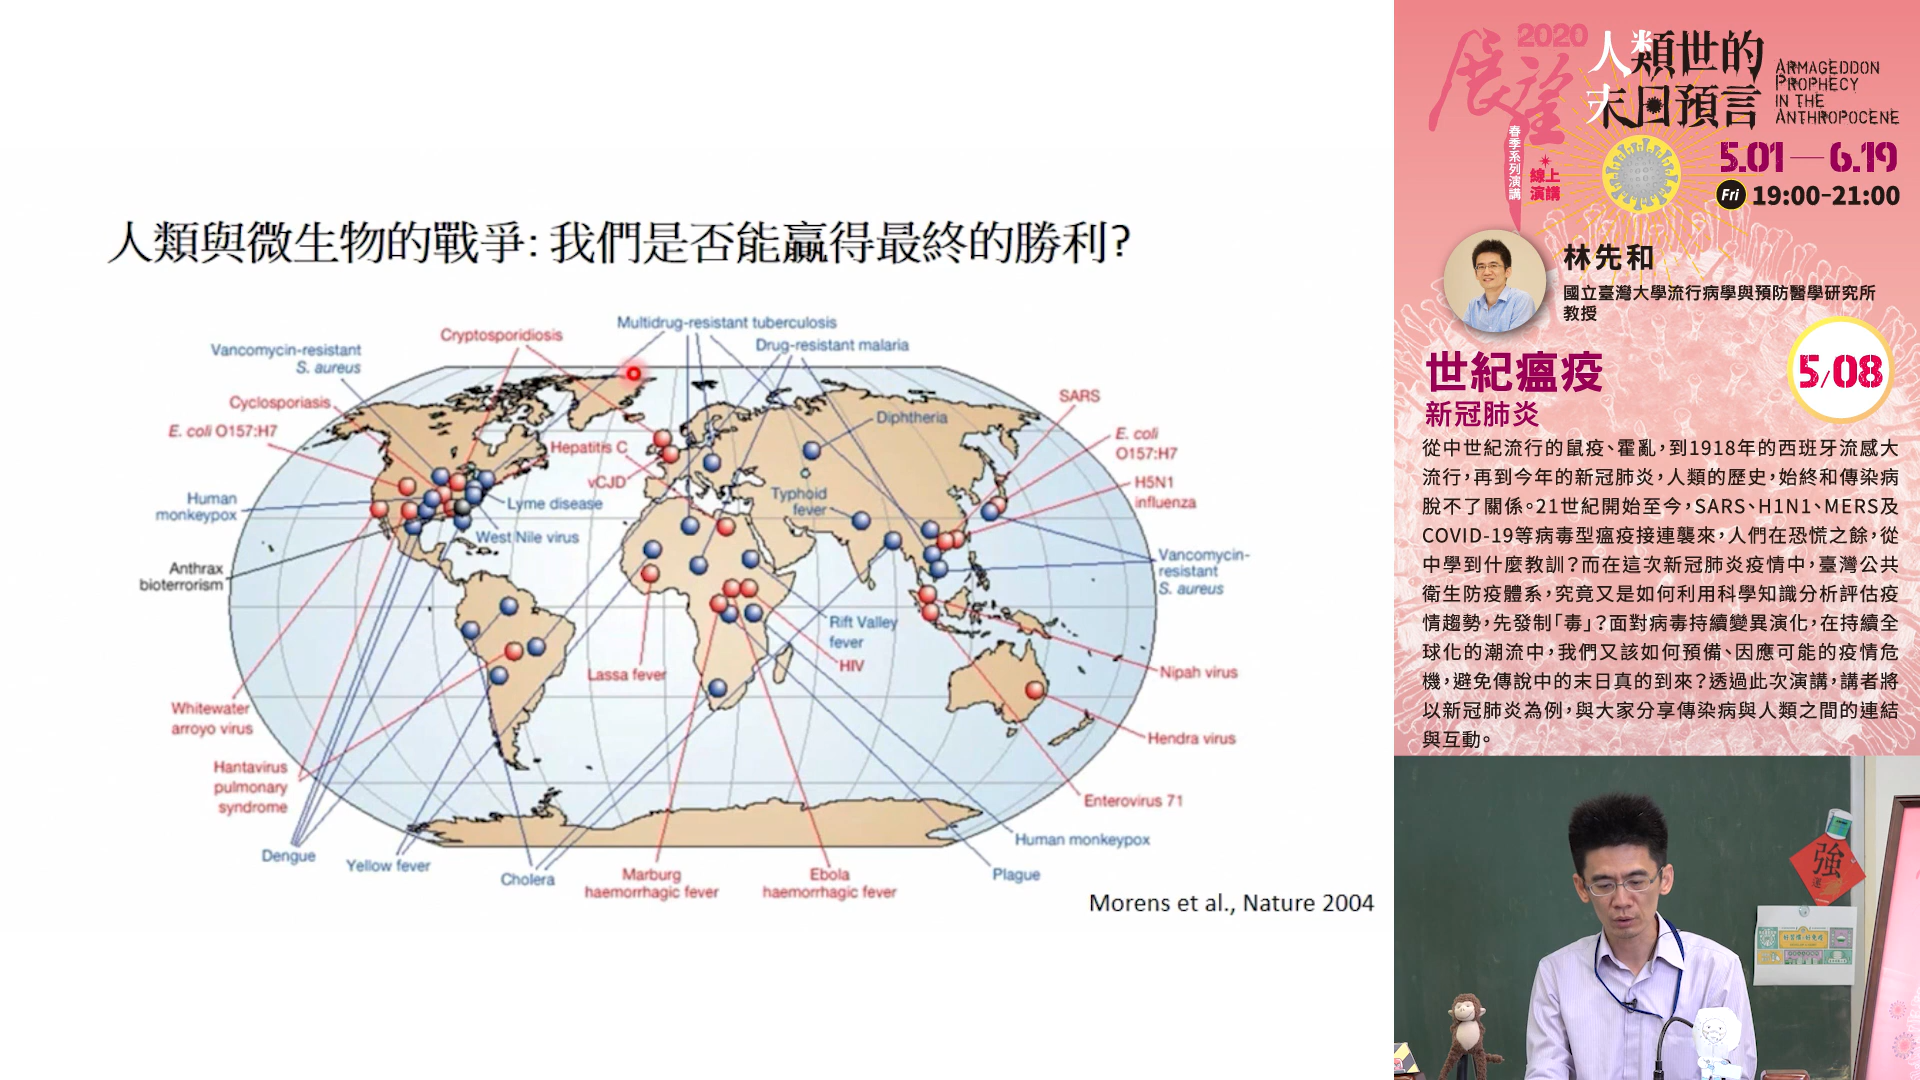 人類與微生物的戰爭: 我們是否能贏得最終的勝利?
Multidrug-resistant tuberculosis
Cryptosporidiosis
Drug-resistant malaria
Vancomycin-resistant
S. aureus
Cyclosporiasis
E. coli O157:H7
Human
monkeypox
Anthrax
bioterrorism
Hepatitis C
vCJD
Lyme disease
West Nile virus
Diphtheria
Typhoid
fever
SARS
E. coli
O157:H7
H5N1
influenza
Vancomycin-
resistant
S. aureus
Rift Valley
fever
HIV
Lassa fever
Nipah virus
Hendra virus
Whitewater
arroyo virus
Hantavirus
pulmonary
syndrome
Enterovirus 71
Human monkeypox
Dengue
Yellow fever
Cholera
Marburg
haemorrhagic fever
Ebola
haemorrhagic fever
Plague
Morens et al., Nature 2004
2020
展望
春季系列演講
線上
演講
人類世的
末日預言
ARMAGEDDON
PROPHECY
IN THE
ANTHROPOCENE
5.01—6.19
Fri 19:00-21:00
林先和
國立臺灣大學流行病學與預防醫學研究所
教授
世紀瘟疫
新冠肺炎
5/08
從中世紀流行的鼠疫、霍亂,到1918年的西班牙流感大
流行,再到今年的新冠肺炎,人類的歷史,始終和傳染病
脫不了關係。21世紀開始至今,SARS、H1N1、MERS及
COVID-19等病毒型瘟疫接連襲來,人們在恐慌之餘,從
中學到什麼教訓?而在這次新冠肺炎疫情中,臺灣公共
衛生防疫體系,究竟又是如何利用科學知識分析評估疫
情趨勢,先發制「毒」?面對病毒持續變異演化,在持續全
球化的潮流中,我們又該如何預備、因應可能的疫情危
機,避免傳說中的末日真的到來?透過此次演講,講者將
以新冠肺炎為例,與大家分享傳染病與人類之間的連結
與互動。
強